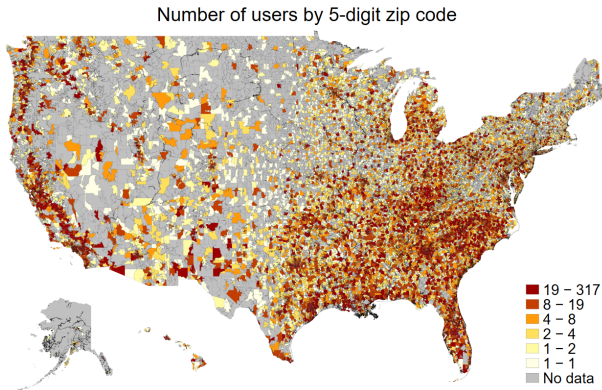 Number of users by 5-digit zip code
19 − 317
8 − 19
4 − 8
2 − 4
1 − 2
1 − 1
No data